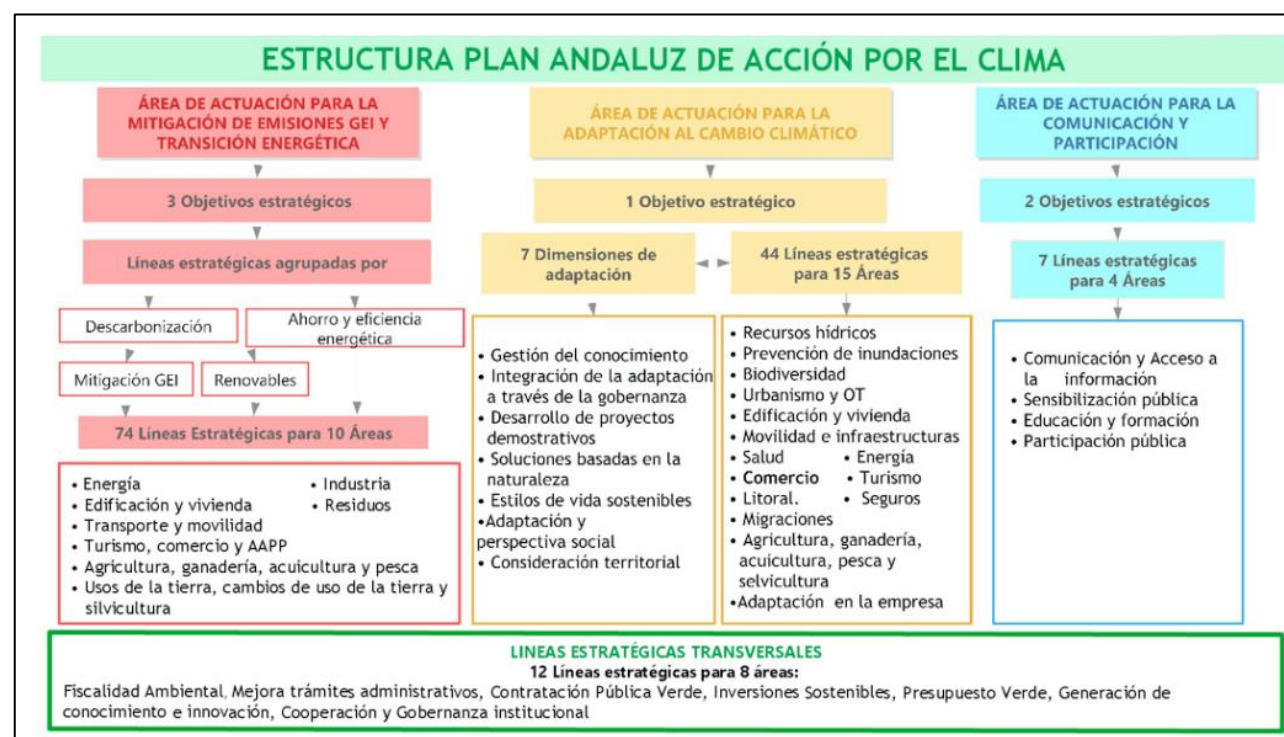 ESTRUCTURA PLAN ANDALUZ DE ACCIÓN POR EL CLIMA
ÁREA DE ACTUACIÓN PARA LA
MITIGACIÓN DE EMISIONES GEI Y
TRANSICIÓN ENERGÉTICA
3 Objetivos estratégicos
Líneas estratégicas agrupadas por
Descarbonización
Ahorro y eficiencia
energética
Mitigación GEI
Renovables
74 Líneas Estratégicas para 10 Áreas
• Energía
• Industria
• Edificación y vivienda
• Residuos
• Transporte y movilidad
• Turismo, comercio y AAPP
• Agricultura, ganadería, acuicultura y pesca
• Usos de la tierra, cambios de uso de la tierra y
silvicultura
ÁREA DE ACTUACIÓN PARA LA
ADAPTACIÓN AL CAMBIO CLIMÁTICO
1 Objetivo estratégico
7 Dimensiones de
adaptación
• Gestión del conocimiento
• Integración de la adaptación
a través de la gobernanza
• Desarrollo de proyectos
demostrativos
• Soluciones basadas en la
naturaleza
• Estilos de vida sostenibles
•Adaptación y
perspectiva social
• Consideración territorial
44 Líneas estratégicas
para 15 Áreas
• Recursos hídricos
• Prevención de inundaciones
• Biodiversidad
• Urbanismo y OT
• Edificación y vivienda
• Movilidad e infraestructuras
• Salud
• Energía
• Comercio
• Turismo
• Litoral.
• Seguros
• Migraciones
• Agricultura, ganadería,
acuicultura, pesca y
selvicultura
•Adaptación en la empresa
ÁREA DE ACTUACIÓN PARA LA
COMUNICACIÓN Y
PARTICIPACIÓN
2 Objetivos estratégicos
7 Líneas estratégicas
para 4 Áreas
• Comunicación y Acceso a
la información
• Sensibilización pública
• Educación y formación
• Participación pública
LINEAS ESTRATÉGICAS TRANSVERSALES
12 Líneas estratégicas para 8 áreas:
Fiscalidad Ambiental, Mejora trámites administrativos, Contratación Pública Verde, Inversiones Sostenibles, Presupuesto Verde, Generación de
conocimiento e innovación, Cooperación y Gobernanza institucional